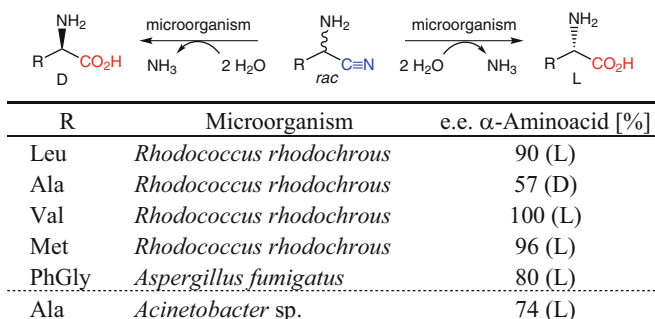 NH2 microorganism NH2 microorganism NH2
R CO2H NH3 2 H2O R C≡N 2 H2O NH3 R CO2H
D rac L
R Microorganism e.e. α-Aminoacid [%]
Leu Rhodococcus rhodochrous 90 (L)
Ala Rhodococcus rhodochrous 57 (D)
Val Rhodococcus rhodochrous 100 (L)
Met Rhodococcus rhodochrous 96 (L)
PhGly Aspergillus fumigatus 80 (L)
Ala Acinetobacter sp. 74 (L)